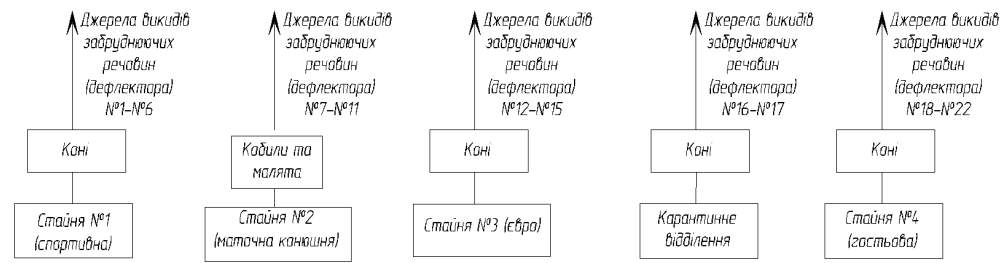 Джерела викидів
забруднюючих
речовин
(дефлектора)
№1–№6
Коні
Стайня №1
(спортивна)
Джерела викидів
забруднюючих
речовин
(дефлектора)
№7–№11
Кобили та
малята
Стайня №2
(маточна конюшня)
Джерела викидів
забруднюючих
речовин
(дефлектора)
№12–№15
Коні
Стайня №3 (євро)
Джерела викидів
забруднюючих
речовин
(дефлектора)
№16–№17
Коні
Карантинне
відділення
Джерела викидів
забруднюючих
речовин
(дефлектора)
№18–№22
Коні
Стайня №4
(гостьова)